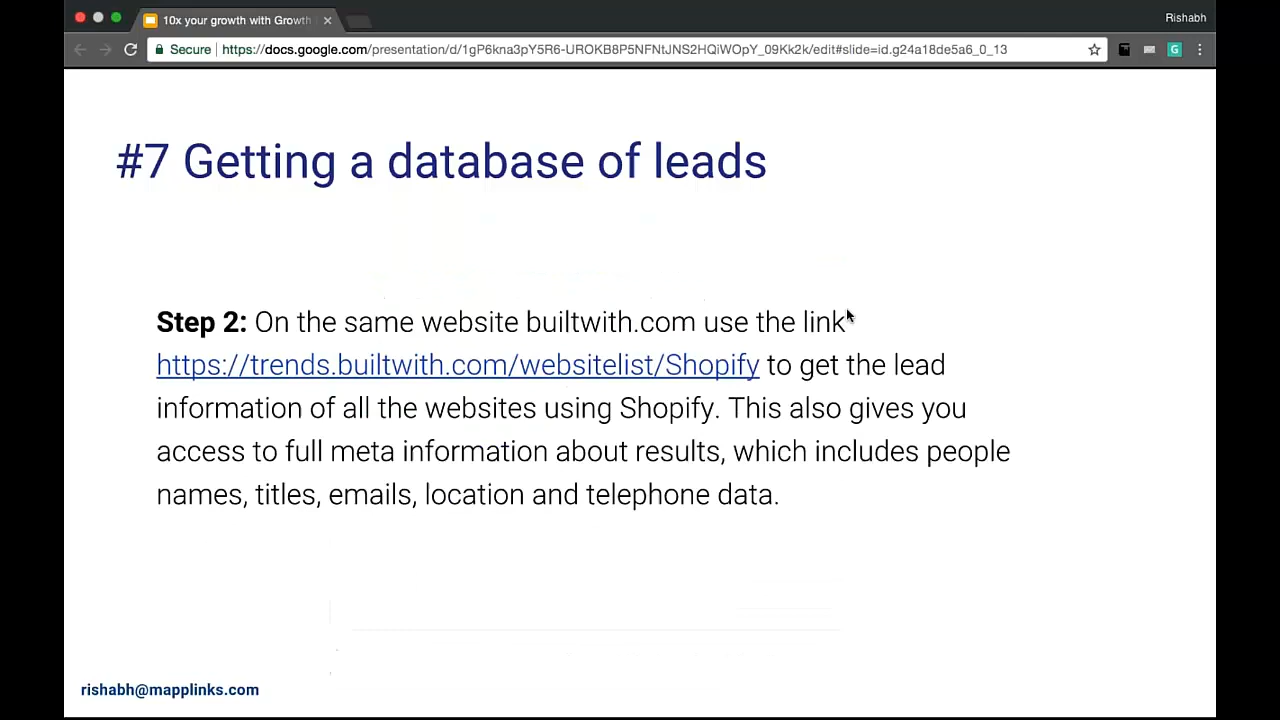 10x your growth with Growth
Rishabh
Secure
https://docs.google.com/presentation/d/1gP6kna3pY5R6-UROKB8P5NFNtJNS2HQiWOpY_09Kk2k/edit#slide=id.g24a18de5a6_0_13
G
#7 Getting a database of leads
Step 2: On the same website builtwith.com use the link
https://trends.builtwith.com/websitelist/Shopify to get the lead
information of all the websites using Shopify. This also gives you
access to full meta information about results, which includes people
names, titles, emails, location and telephone data.
rishabh@mapplinks.com